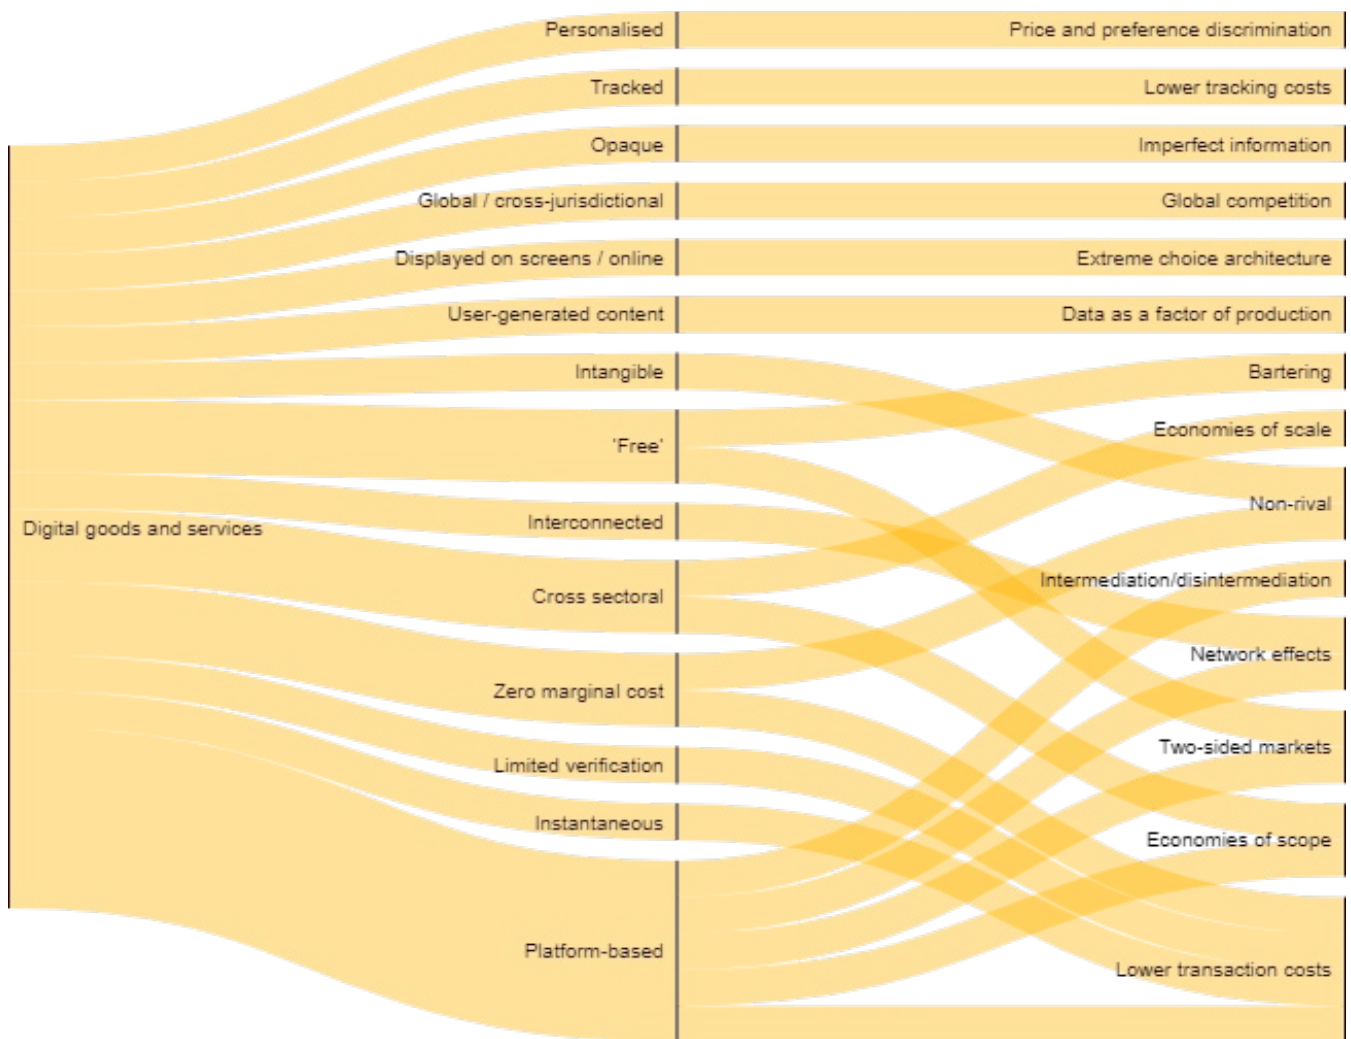 Digital goods and services
Personalised
Tracked
Opaque
Global / cross-jurisdictional
Displayed on screens / online
User-generated content
Intangible
'Free'
Interconnected
Cross sectoral
Zero marginal cost
Limited verification
Instantaneous
Platform-based
Price and preference discrimination
Lower tracking costs
Imperfect information
Global competition
Extreme choice architecture
Data as a factor of production
Bartering
Economies of scale
Non-rival
Intermediation/disintermediation
Network effects
Two-sided markets
Economies of scope
Lower transaction costs